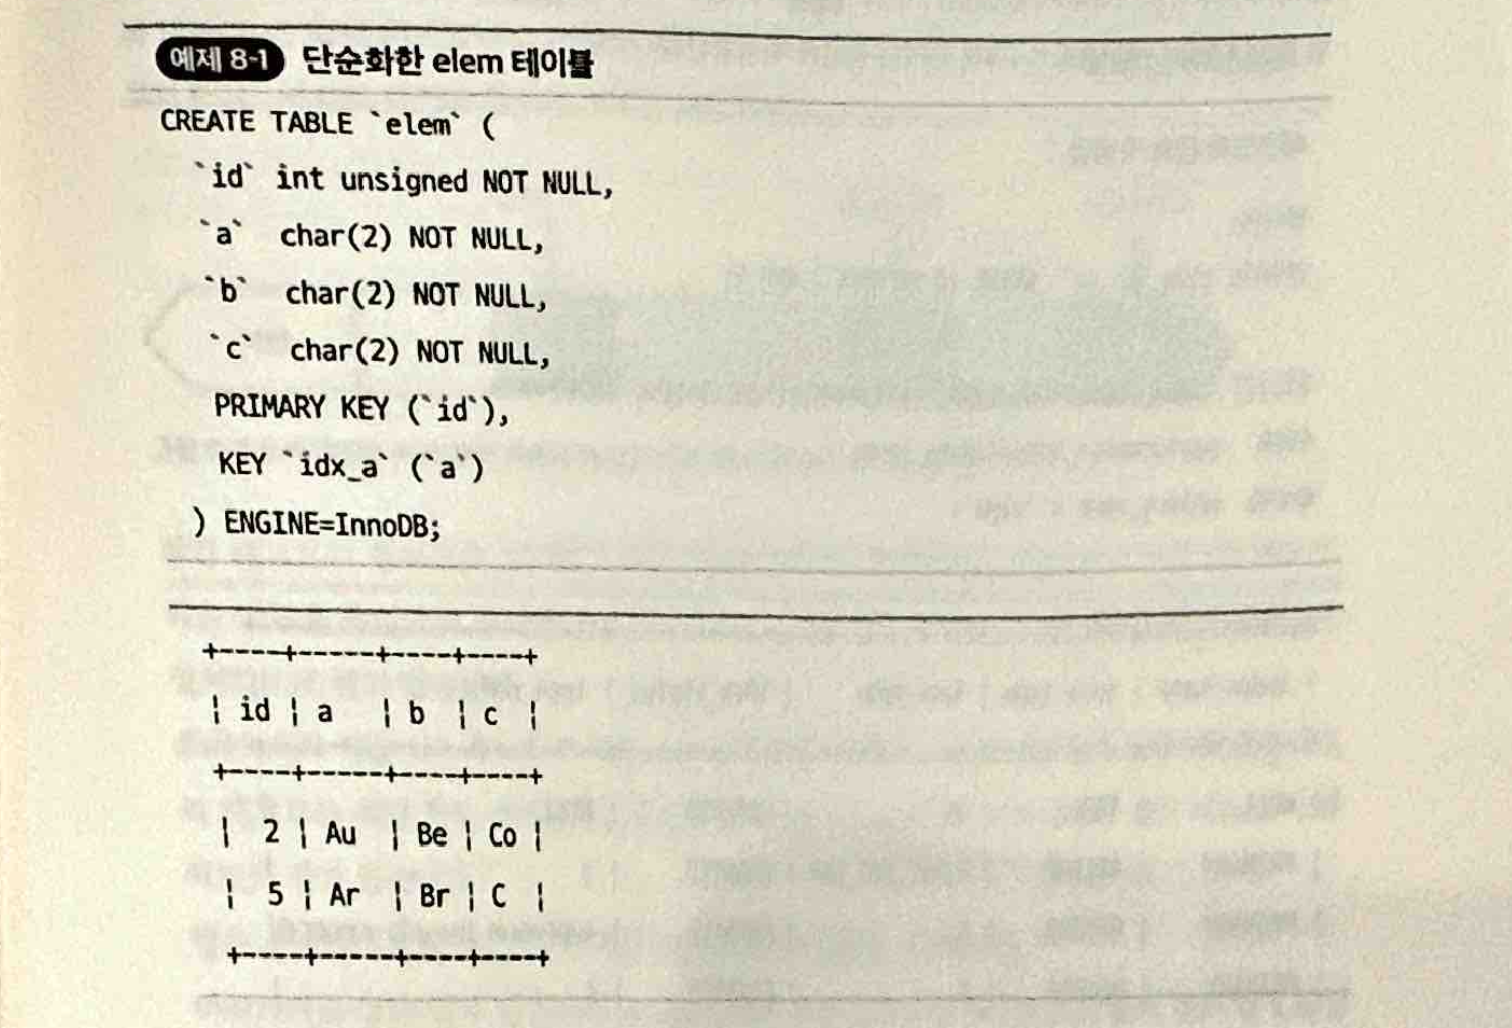 예제 8-1 단순화한 elem 테이블
CREATE TABLE `elem` (
`id` int unsigned NOT NULL,
`a` char(2) NOT NULL,
`b` char(2) NOT NULL,
`c` char(2) NOT NULL,
PRIMARY KEY (`id`),
KEY `idx_a` (`a`)
) ENGINE=InnoDB;
+----+-----+----+----+
| id | a | b | c |
+----+-----+----+----+
| 2 | Au | Be | Co |
| 5 | Ar | Br | C |
+----+-----+----+----+